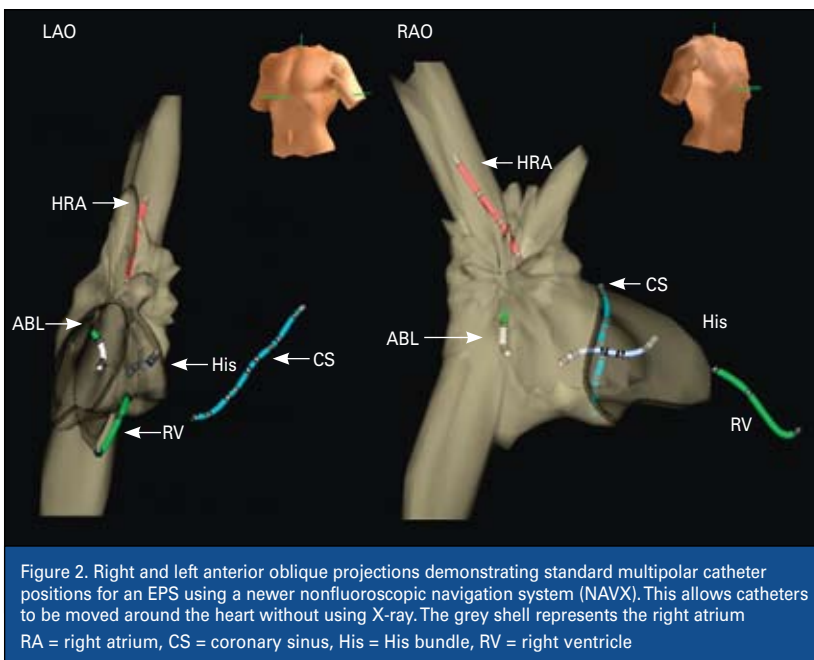 LAO
RAO
HRA
HRA
CS
ABL
ABL
His
His
CS
RV
RV
Figure 2. Right and left anterior oblique projections demonstrating standard multipolar catheter
positions for an EPS using a newer nonfluoroscopic navigation system (NAVX). This allows catheters
to be moved around the heart without using X-ray. The grey shell represents the right atrium
RA = right atrium, CS = coronary sinus, His = His bundle, RV = right ventricle